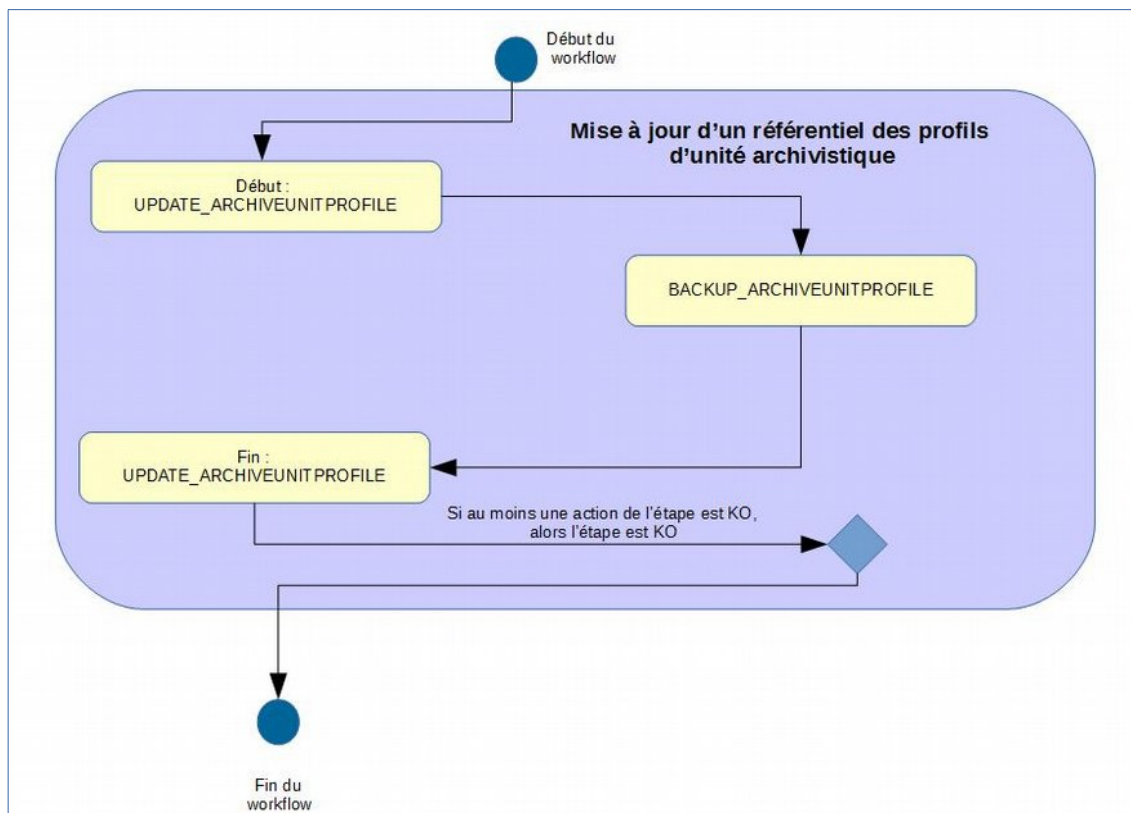 Début du
workflow
Mise à jour d'un référentiel des profils
d'unité archivistique
Début :
UPDATE_ARCHIVEUNITPROFILE
BACKUP_ARCHIVEUNITPROFILE
Fin :
UPDATE_ARCHIVEUNITPROFILE
Si au moins une action de l'étape est KO,
alors l'étape est KO
Fin du
workflow